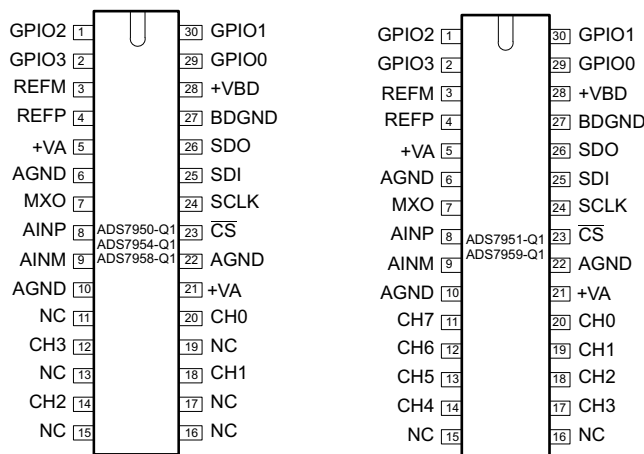 GPIO2 1 30 GPIO1
GPIO3 2 29 GPIO0
REFM 3 28 +VBD
REFP 4 27 BDGND
+VA 5 26 SDO
AGND 6 25 SDI
MXO 7 24 SCLK
AINP 8 ADS7950-Q1 23 CS
ADS7954-Q1
AINM 9 ADS7958-Q1 22 AGND
AGND 10 21 +VA
NC 11 20 CH0
CH3 12 19 NC
NC 13 18 CH1
CH2 14 17 NC
NC 15 16 NC
GPIO2 1 30 GPIO1
GPIO3 2 29 GPIO0
REFM 3 28 +VBD
REFP 4 27 BDGND
+VA 5 26 SDO
AGND 6 25 SDI
MXO 7 24 SCLK
AINP 8 ADS7951-Q1 23 CS
AINM 9 ADS7959-Q1 22 AGND
AGND 10 21 +VA
CH7 11 20 CH0
CH6 12 19 CH1
CH5 13 18 CH2
CH4 14 17 CH3
NC 15 16 NC